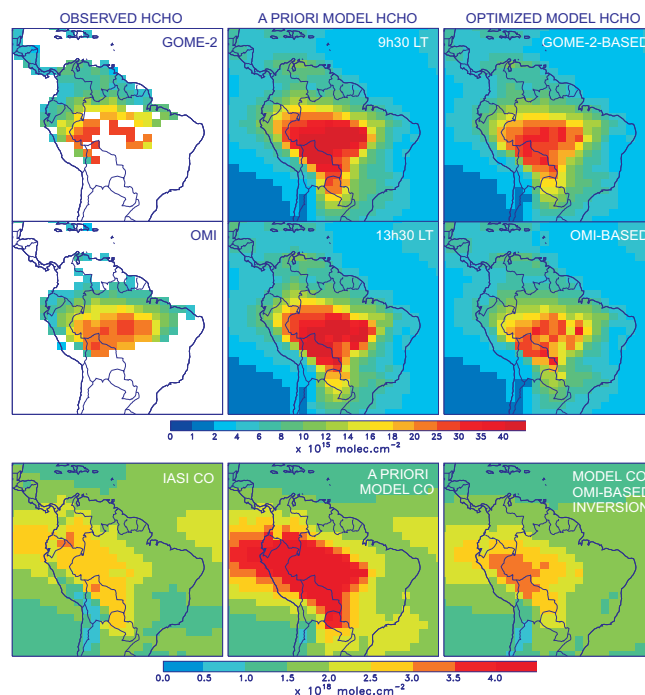 OBSERVED HCHO
A PRIORI MODEL HCHO
OPTIMIZED MODEL HCHO
GOME-2
9h30 LT
GOME-2-BASED
OMI
13h30 LT
OMI-BASED
0 1 2 4 6 8 10 12 14 16 18 20 25 30 35 40
x 10^15 molec.cm^-2
IASI CO
A PRIORI
MODEL CO
MODEL CO
OMI-BASED
INVERSION
0.0 0.5 1.0 1.5 2.0 2.5 3.0 3.5 4.0
x 10^18 molec.cm^-2